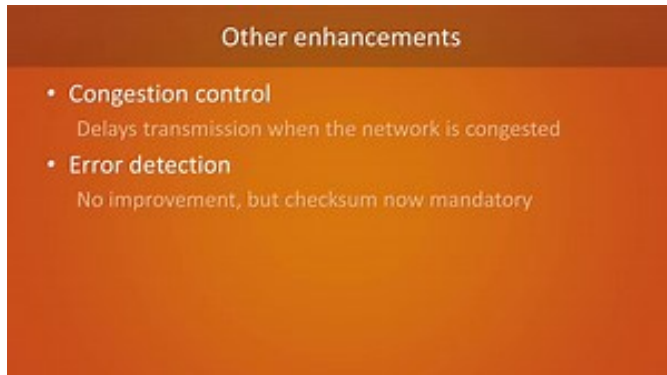 Other enhancements
• Congestion control
Delays transmission when the network is congested
• Error detection
No improvement, but checksum now mandatory